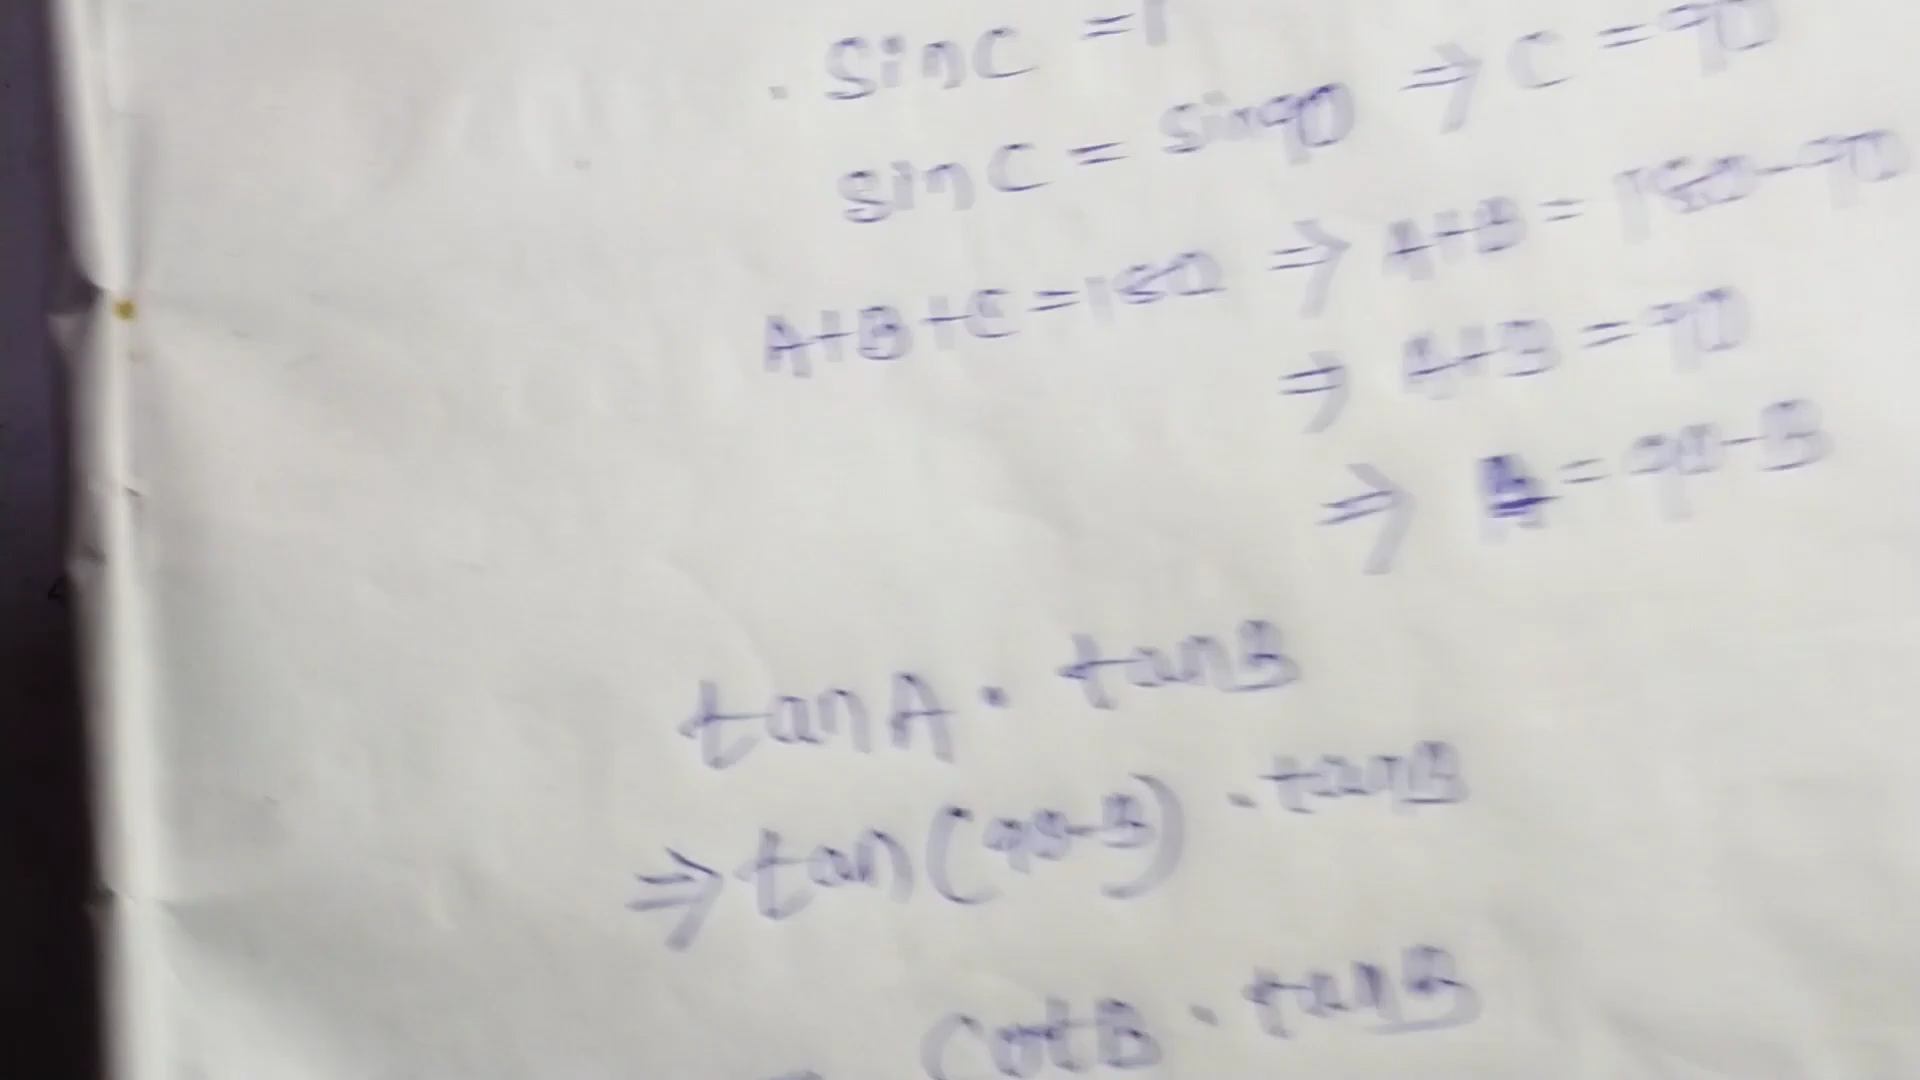 . sinC = 1
sinC = sin90 ⇒ C = 90
A+B+C=180 ⇒ A+B = 180-90
⇒ A+B = 90
⇒ A = 90-B
tanA · tanB
⇒ tan(90-B) · tanB
= cotB · tanB